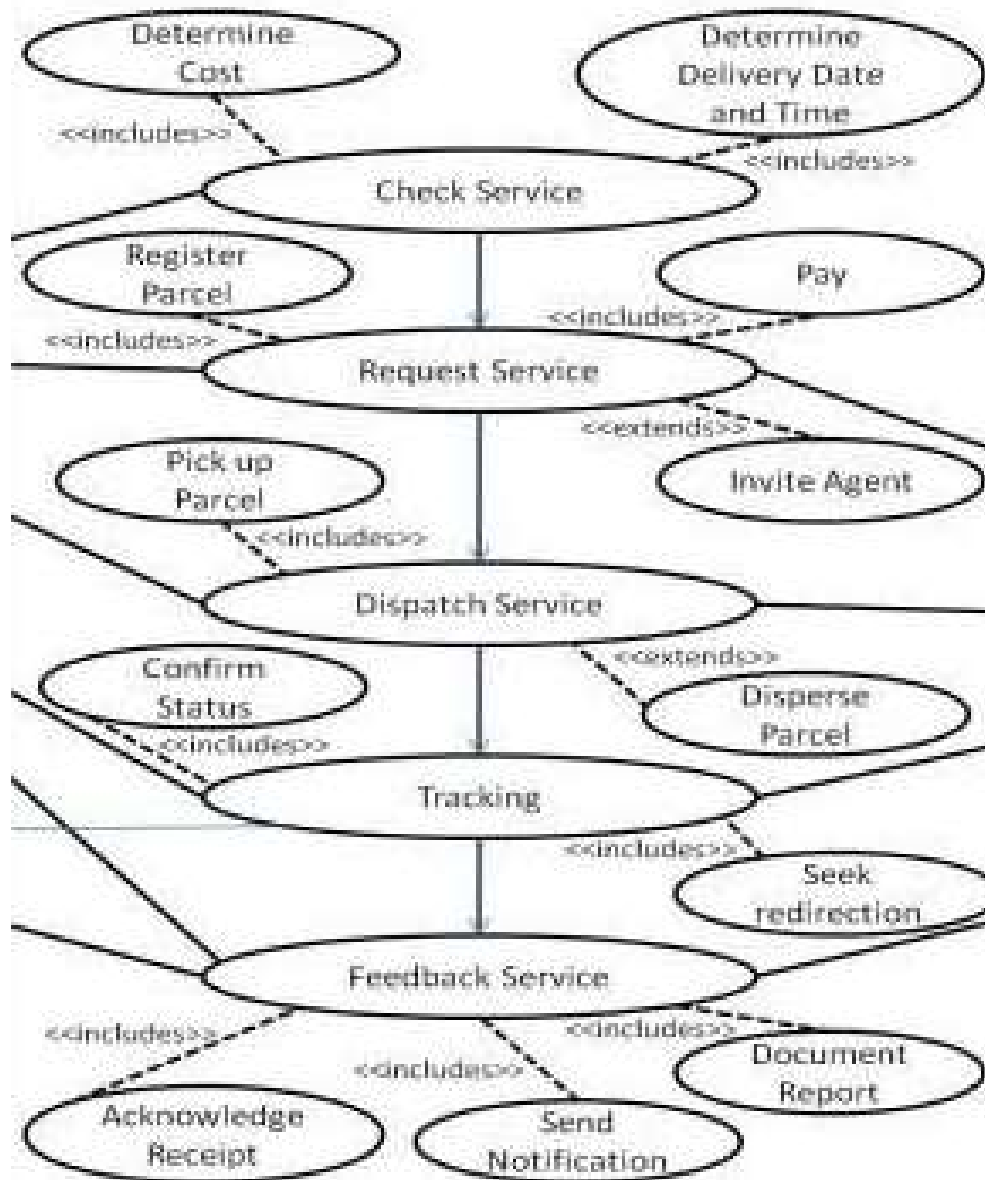 Determine
Cost
Determine
Delivery Date
and Time
<<includes>>
<<includes>>
Check Service
Register
Parcel
Pay
<<includes>>
<<includes>>
Request Service
<<extends>>
Pick up
Parcel
Invite Agent
<<includes>>
Dispatch Service
Confirm
Status
<<extends>>
Disperse
Parcel
<<includes>>
Tracking
<<includes>>
Seek
redirection
Feedback Service
<<includes>>
<<includes>>
<<includes>>
Document
Report
Acknowledge
Receipt
Send
Notification